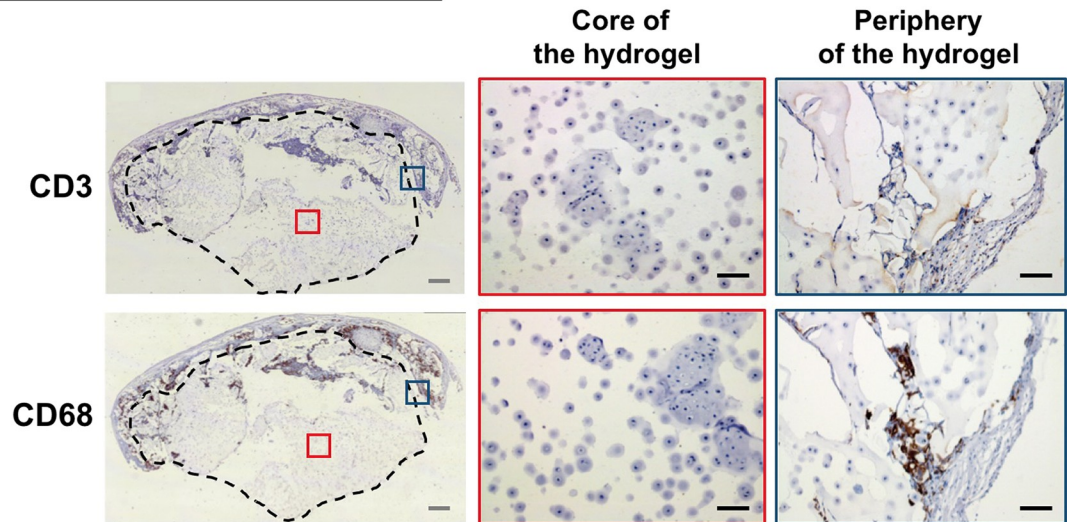 Core of
the hydrogel
Periphery
of the hydrogel
CD3
CD68